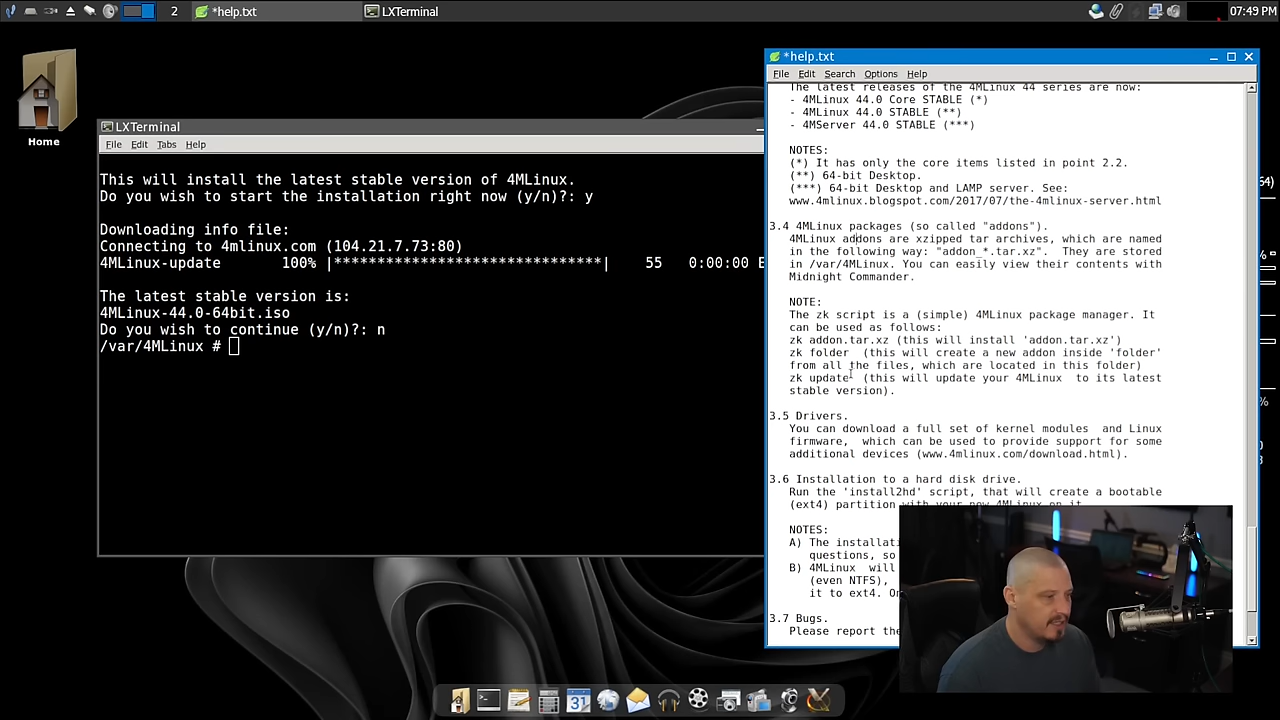 2
*help.txt
LXTerminal
07:49 PM
Home
LXTerminal
File Edit Tabs Help
This will install the latest stable version of 4MLinux.
Do you wish to start the installation right now (y/n)?: y
Downloading info file:
Connecting to 4mlinux.com (104.21.7.73:80)
4MLinux-update 100% |*****************************| 55 0:00:00 E
The latest stable version is:
4MLinux-44.0-64bit.iso
Do you wish to continue (y/n)?: n
/var/4MLinux #
*help.txt
File Edit Search Options Help
The latest releases of the 4MLinux 44 series are now:
- 4MLinux 44.0 Core STABLE (*)
- 4MLinux 44.0 STABLE (**)
- 4MServer 44.0 STABLE (***)
NOTES:
(*) It has only the core items listed in point 2.2.
(**) 64-bit Desktop.
(***) 64-bit Desktop and LAMP server. See:
www.4mlinux.blogspot.com/2017/07/the-4mlinux-server.html
3.4 4MLinux packages (so called "addons").
4MLinux addons are xzipped tar archives, which are named
in the following way: "addon_*.tar.xz". They are stored
in /var/4MLinux. You can easily view their contents with
Midnight Commander.
NOTE:
The zk script is a (simple) 4MLinux package manager. It
can be used as follows:
zk addon.tar.xz (this will install 'addon.tar.xz')
zk folder (this will create a new addon inside 'folder'
from all the files, which are located in this folder)
zk update (this will update your 4MLinux to its latest
stable version).
3.5 Drivers.
You can download a full set of kernel modules and Linux
firmware, which can be used to provide support for some
additional devices (www.4mlinux.com/download.html).
3.6 Installation to a hard disk drive.
Run the 'install2hd' script, that will create a bootable
(ext4) partition with your new 4MLinux on it.
NOTES:
A) The installati
questions, so
B) 4MLinux will
(even NTFS),
it to ext4. On
3.7 Bugs.
Please report the
64)
%
%
31